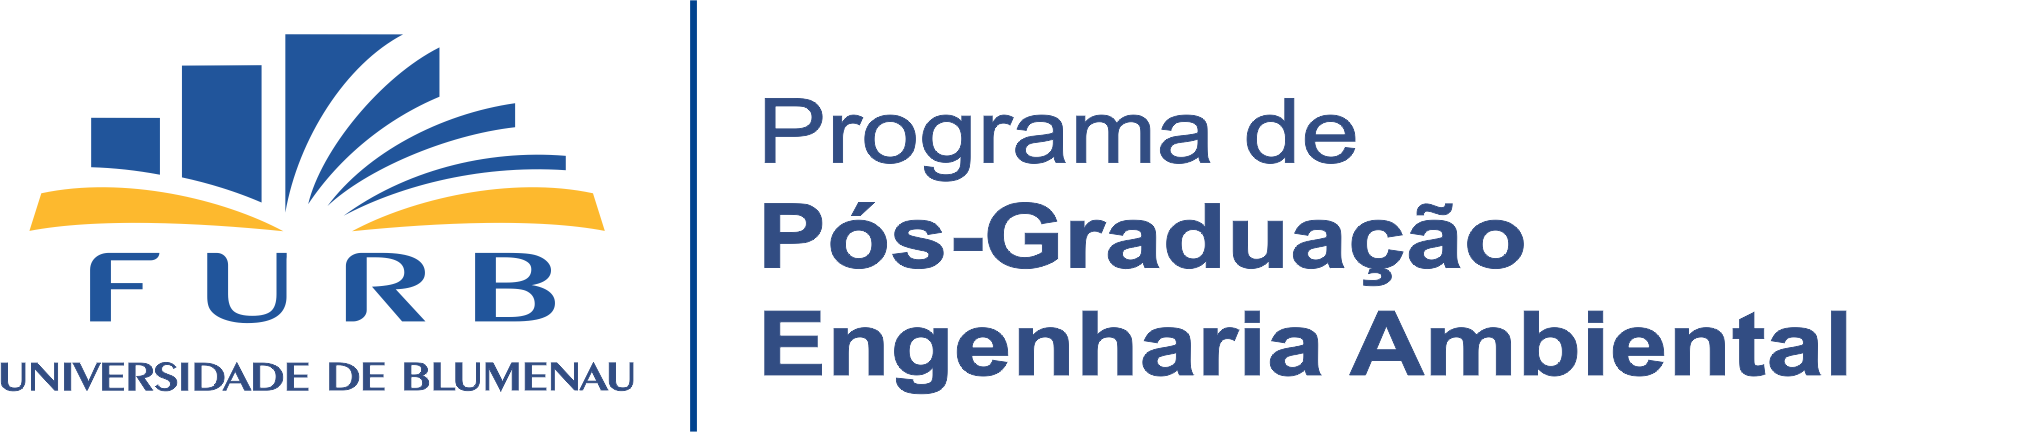 FURB
UNIVERSIDADE DE BLUMENAU
Programa de
Pós-Graduação
Engenharia Ambiental